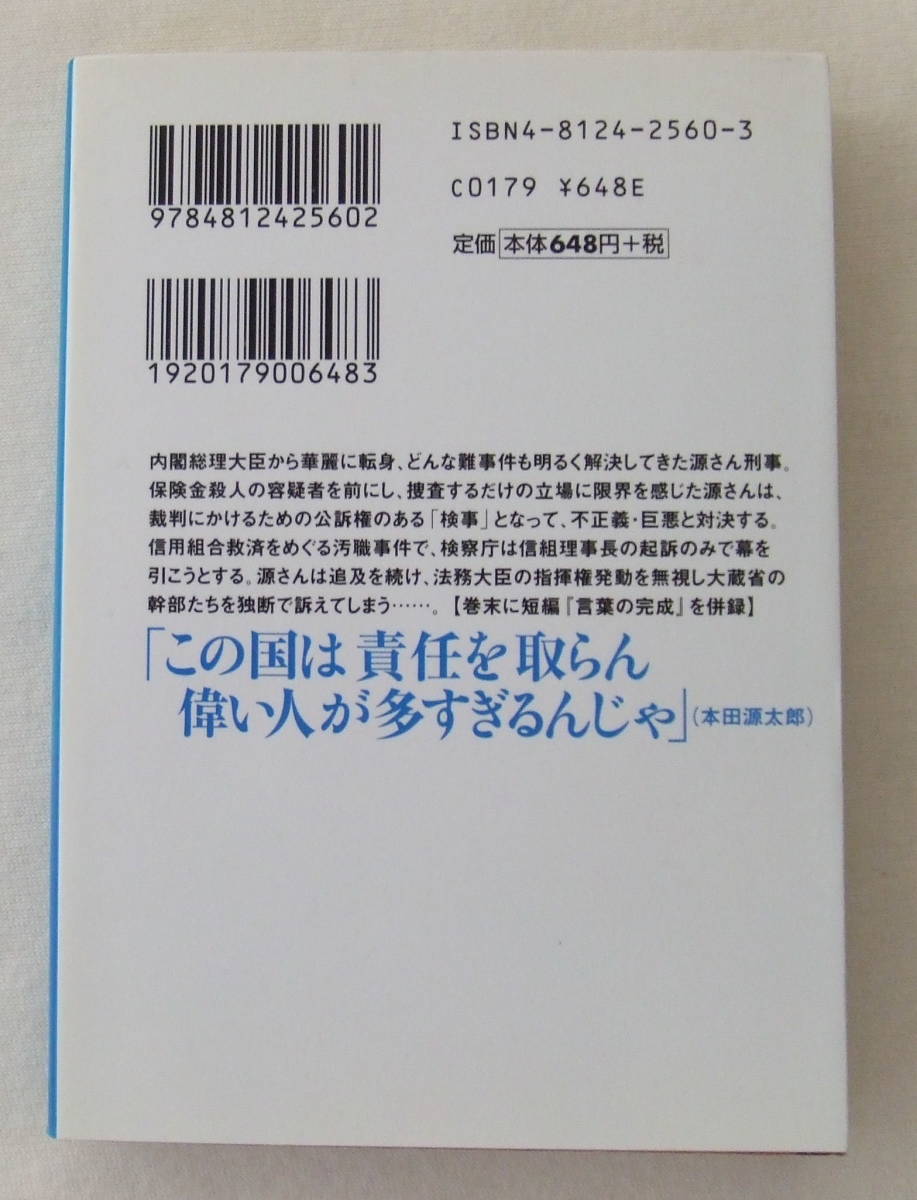 9784812425602
ISBN4-8124-2560-3
C0179 ¥648E
定価 本体648円+税
1920179006483
内閣総理大臣から華麗に転身、どんな難事件も明るく解決してきた源さん刑事。
保険金殺人の容疑者を前にし、捜査するだけの立場に限界を感じた源さんは、
裁判にかけるための公訴権のある「検事」となって、不正義・巨悪と対決する。
信用組合救済をめぐる汚職事件で、検察庁は信組理事長の起訴のみで幕を
引こうとする。源さんは追及を続け、法務大臣の指揮権発動を無視し大蔵省の
幹部たちを独断で訴えてしまう……。【巻末に短編『言葉の完成』を併録】
「この国は責任を取らん
偉い人が多すぎるんじゃ」(本田源太郎)